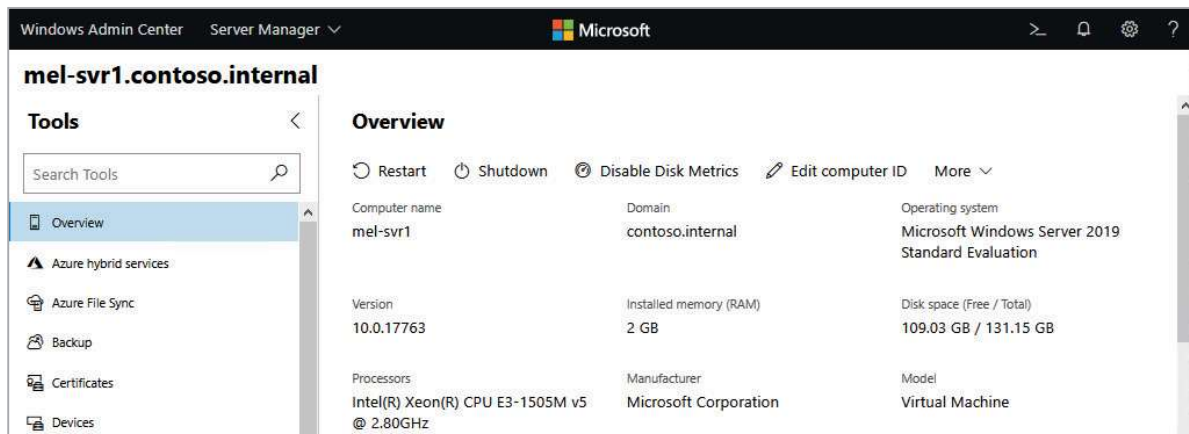 Windows Admin Center Server Manager Microsoft >_ ?
mel-svr1.contoso.internal
Tools
Search Tools
Overview
Azure hybrid services
Azure File Sync
Backup
Certificates
Devices
Overview
Restart Shutdown Disable Disk Metrics Edit computer ID More
Computer name Domain Operating system
mel-svr1 contoso.internal Microsoft Windows Server 2019
Standard Evaluation
Version Installed memory (RAM) Disk space (Free / Total)
10.0.17763 2 GB 109.03 GB / 131.15 GB
Processors Manufacturer Model
Intel(R) Xeon(R) CPU E3-1505M v5 Microsoft Corporation Virtual Machine
@ 2.80GHz